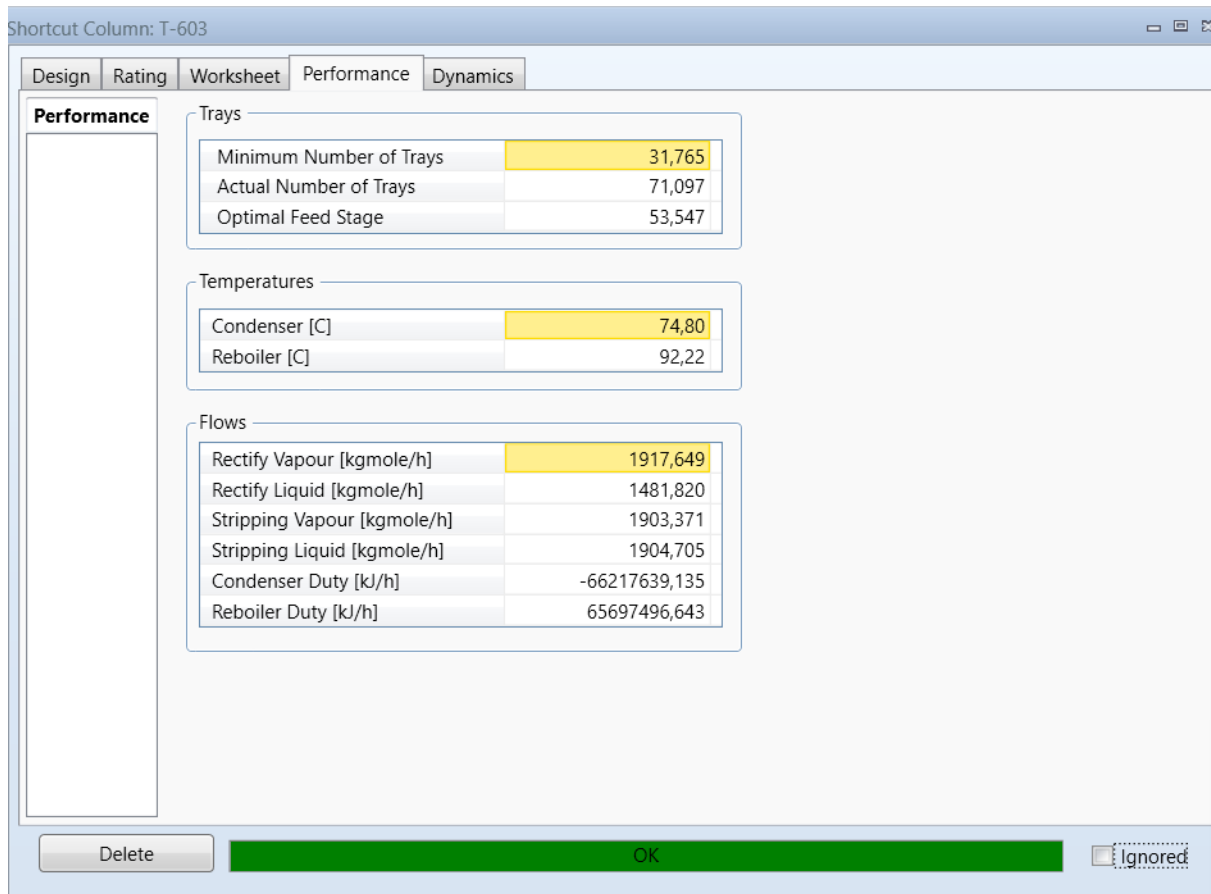 Shortcut Column: T-603
Design Rating Worksheet Performance Dynamics
Performance
Trays
Minimum Number of Trays 31,765
Actual Number of Trays 71,097
Optimal Feed Stage 53,547
Temperatures
Condenser [C] 74,80
Reboiler [C] 92,22
Flows
Rectify Vapour [kgmole/h] 1917,649
Rectify Liquid [kgmole/h] 1481,820
Stripping Vapour [kgmole/h] 1903,371
Stripping Liquid [kgmole/h] 1904,705
Condenser Duty [kJ/h] -66217639,135
Reboiler Duty [kJ/h] 65697496,643
Delete OK Ignored